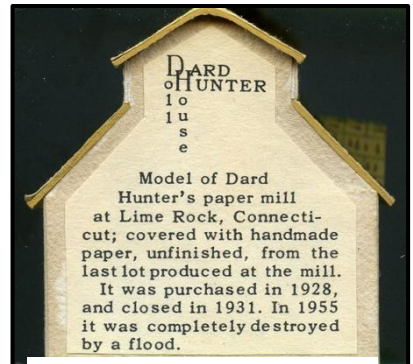 DARD
HUNTER
Doll
House
Model of Dard
Hunter's paper mill
at Lime Rock, Connecti-
cut; covered with handmade
paper, unfinished, from the
last lot produced at the mill.
It was purchased in 1928,
and closed in 1931. In 1955
it was completely destroyed
by a flood.